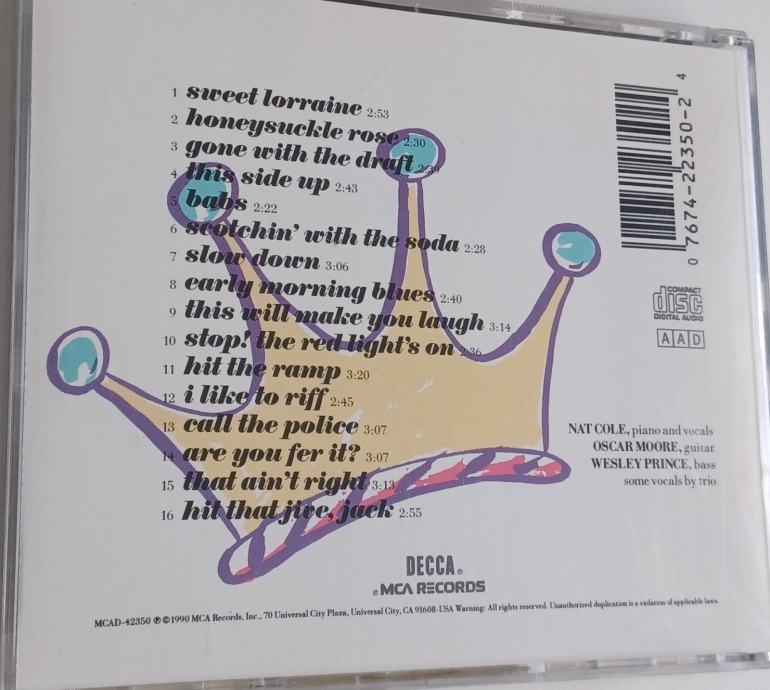 1 sweet lorraine 2:53
2 honeysuckle rose 2:30
3 gone with the draft
4 this side up 2:43
5 babs 2:22
6 scotchin' with the soda 2:28
7 slow down 3:06
8 early morning blues 2:40
9 this will make you laugh 3:14
10 stop! the red light's on 2:36
11 hit the ramp 3:20
12 i like to riff 2:45
13 call the police 3:07
14 are you fer it? 3:07
15 that ain't right 3:13
16 hit that jive, jack 2:55
0 7674-22350-2 4
COMPACT
disc
DIGITAL AUDIO
AAD
NAT COLE, piano and vocals
OSCAR MOORE, guitar
WESLEY PRINCE, bass
some vocals by trio
DECCA®
MCA RECORDS
MCAD-42350 ℗©1990 MCA Records, Inc., 70 Universal City Plaza, Universal City, CA 91608-USA Warning: All rights reserved. Unauthorized duplication is a violation of applicable laws.